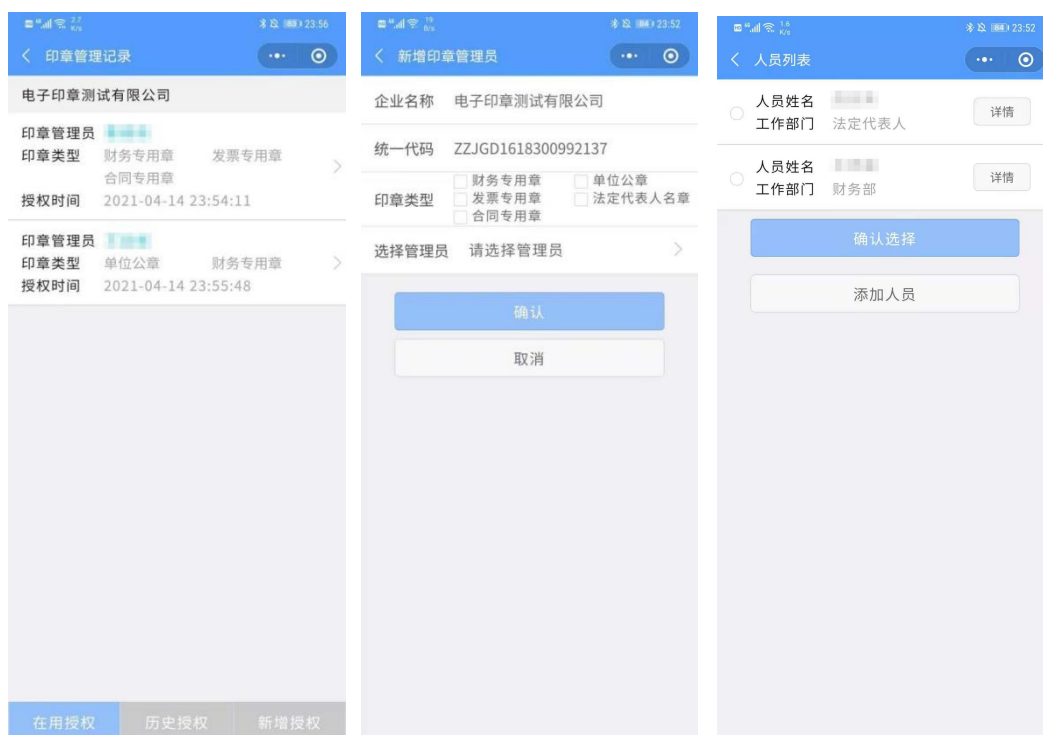 2.7
K/s
23:56
印章管理记录
电子印章测试有限公司
印章管理员
印章类型 财务专用章 发票专用章
合同专用章
授权时间 2021-04-14 23:54:11
印章管理员
印章类型 单位公章 财务专用章
授权时间 2021-04-14 23:55:48
在用授权 历史授权 新增授权
19
B/s
23:52
新增印章管理员
企业名称 电子印章测试有限公司
统一代码 ZZJGD1618300992137
印章类型
财务专用章 单位公章
发票专用章 法定代表人名章
合同专用章
选择管理员 请选择管理员
确认
取消
1.6
K/s
23:52
人员列表
人员姓名
工作部门 法定代表人
详情
人员姓名
工作部门 财务部
详情
确认选择
添加人员